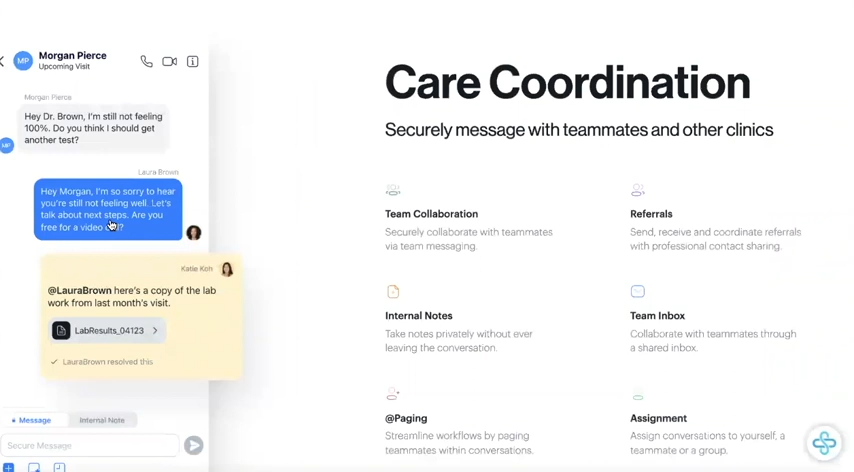 MP
Morgan Pierce
Upcoming Visit
Morgan Pierce
Hey Dr. Brown, I'm still not feeling
100%. Do you think I should get
another test?
MP
Laura Brown
Hey Morgan, I'm so sorry to hear
you're still not feeling well. Let's
talk about next steps. Are you
free for a video call?
Katie Koh
@LauraBrown here's a copy of the lab
work from last month's visit.
LabResults_04123
LauraBrown resolved this
Message
Internal Note
Secure Message
Care Coordination
Securely message with teammates and other clinics
Team Collaboration
Securely collaborate with teammates
via team messaging.
Referrals
Send, receive and coordinate referrals
with professional contact sharing.
Internal Notes
Take notes privately without ever
leaving the conversation.
Team Inbox
Collaborate with teammates through
a shared inbox.
@Paging
Streamline workflows by paging
teammates within conversations.
Assignment
Assign conversations to yourself, a
teammate or a group.